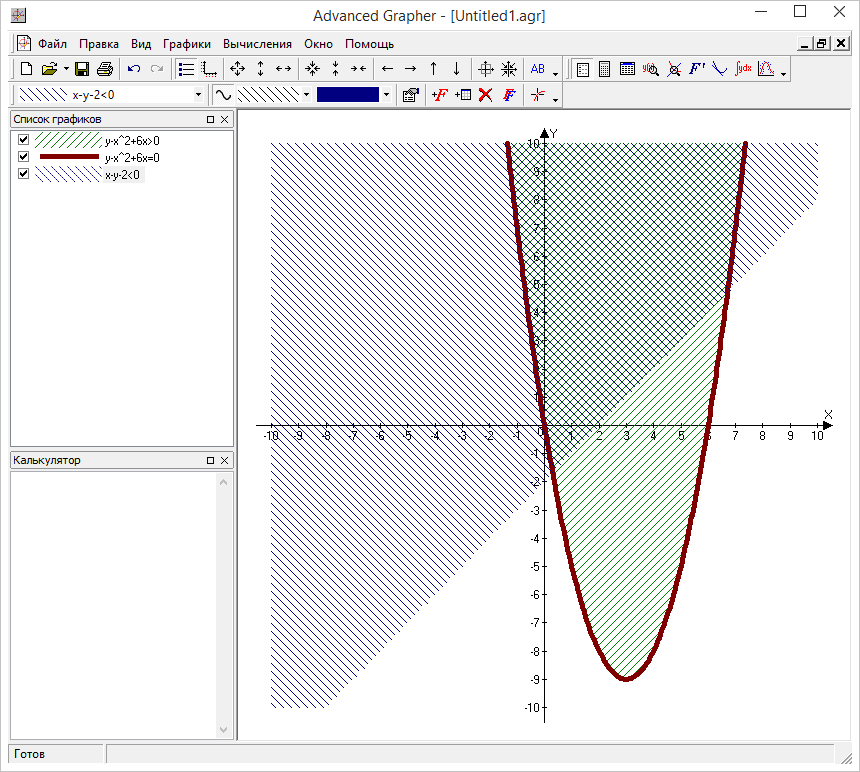 Advanced Grapher - [Untitled1.agr]
Файл Правка Вид Графики Вычисления Окно Помощь
AB
y(x) F' ∫ydx
x-y-2<0
+F F
Список графиков
y-x^2+6x>0
y-x^2+6x=0
x-y-2<0
Калькулятор
Y
10
9
8
7
6
5
4
3
2
1
X
-10 -9 -8 -7 -6 -5 -4 -3 -2 -1 0 1 2 3 4 5 6 7 8 9 10
-1
-2
-3
-4
-5
-6
-7
-8
-9
-10
Готов